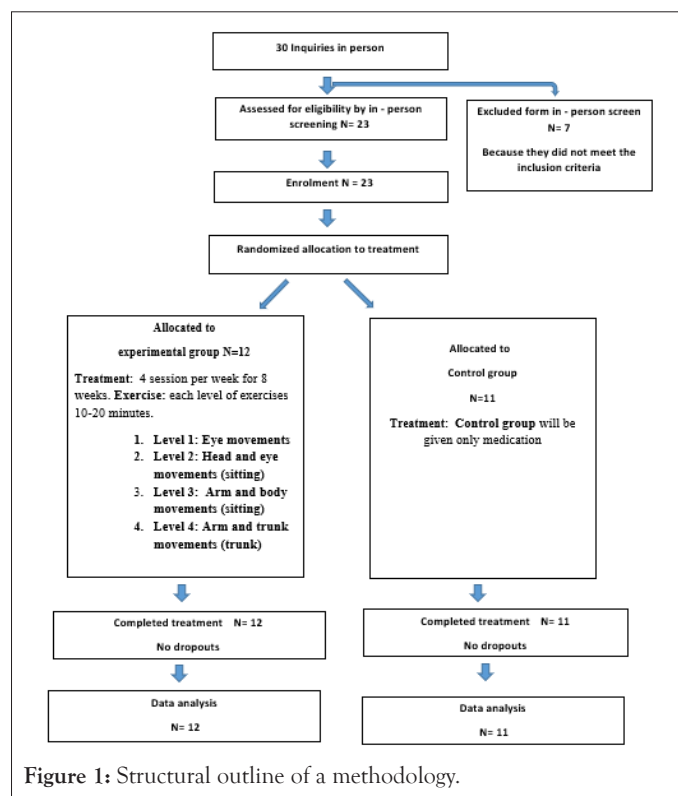 30 Inquiries in person
Assessed for eligibility by in - person
screening N= 23
Excluded form in - person screen
N= 7
Because they did not meet the
inclusion criteria
Enrolment N = 23
Randomized allocation to treatment
Allocated to
experimental group N=12
Treatment: 4 session per week for 8
weeks. Exercise: each level of exercises
10-20 minutes.
1. Level 1: Eye movements
2. Level 2: Head and eye
movements (sitting)
3. Level 3: Arm and body
movements (sitting)
4. Level 4: Arm and trunk
movements (trunk)
Allocated to
Control group
N=11
Treatment: Control group will be
given only medication
Completed treatment N= 12
No dropouts
Completed treatment N= 11
No dropouts
Data analysis
N= 12
Data analysis
N= 11
Figure 1: Structural outline of a methodology.